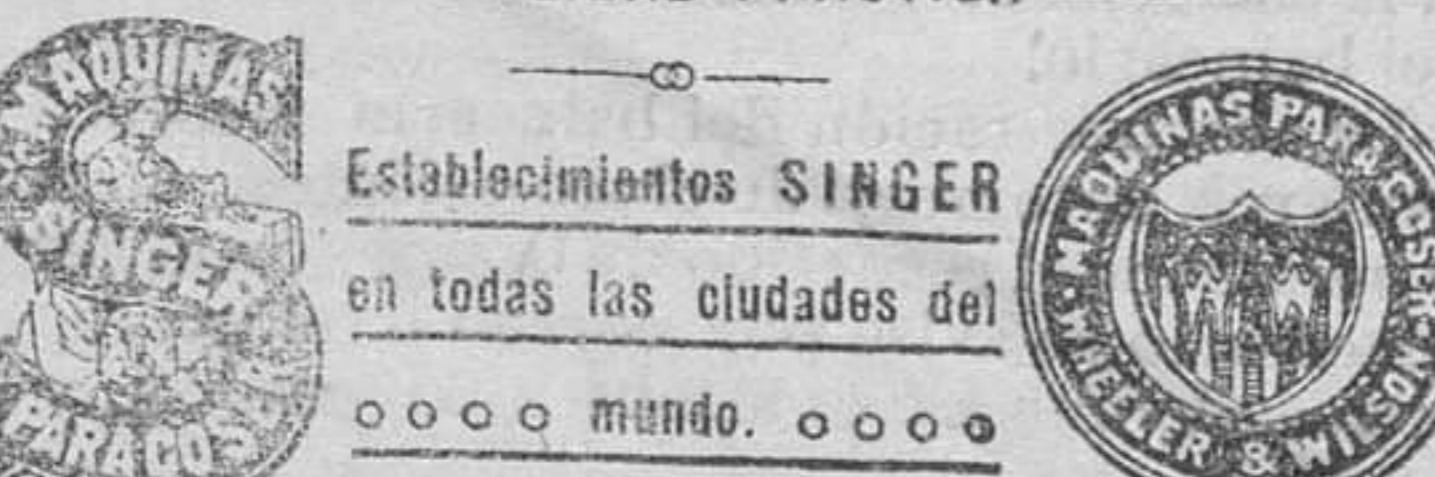 MAQUINAS
SINGER
PARA COS
Establecimientos SINGER
en todas las ciudades del
mundo.
MAQUINAS PARA COSER
WHEELER & WILSON